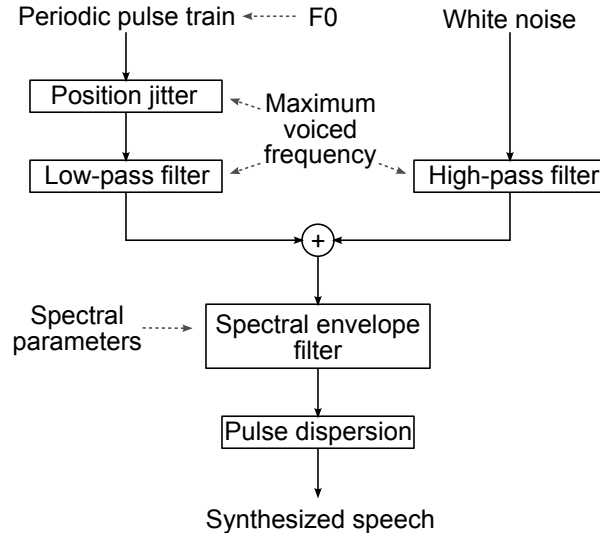 Periodic pulse train
F0
White noise
Position jitter
Maximum
voiced
frequency
Low-pass filter
High-pass filter
+
Spectral
parameters
Spectral envelope
filter
Pulse dispersion
Synthesized speech